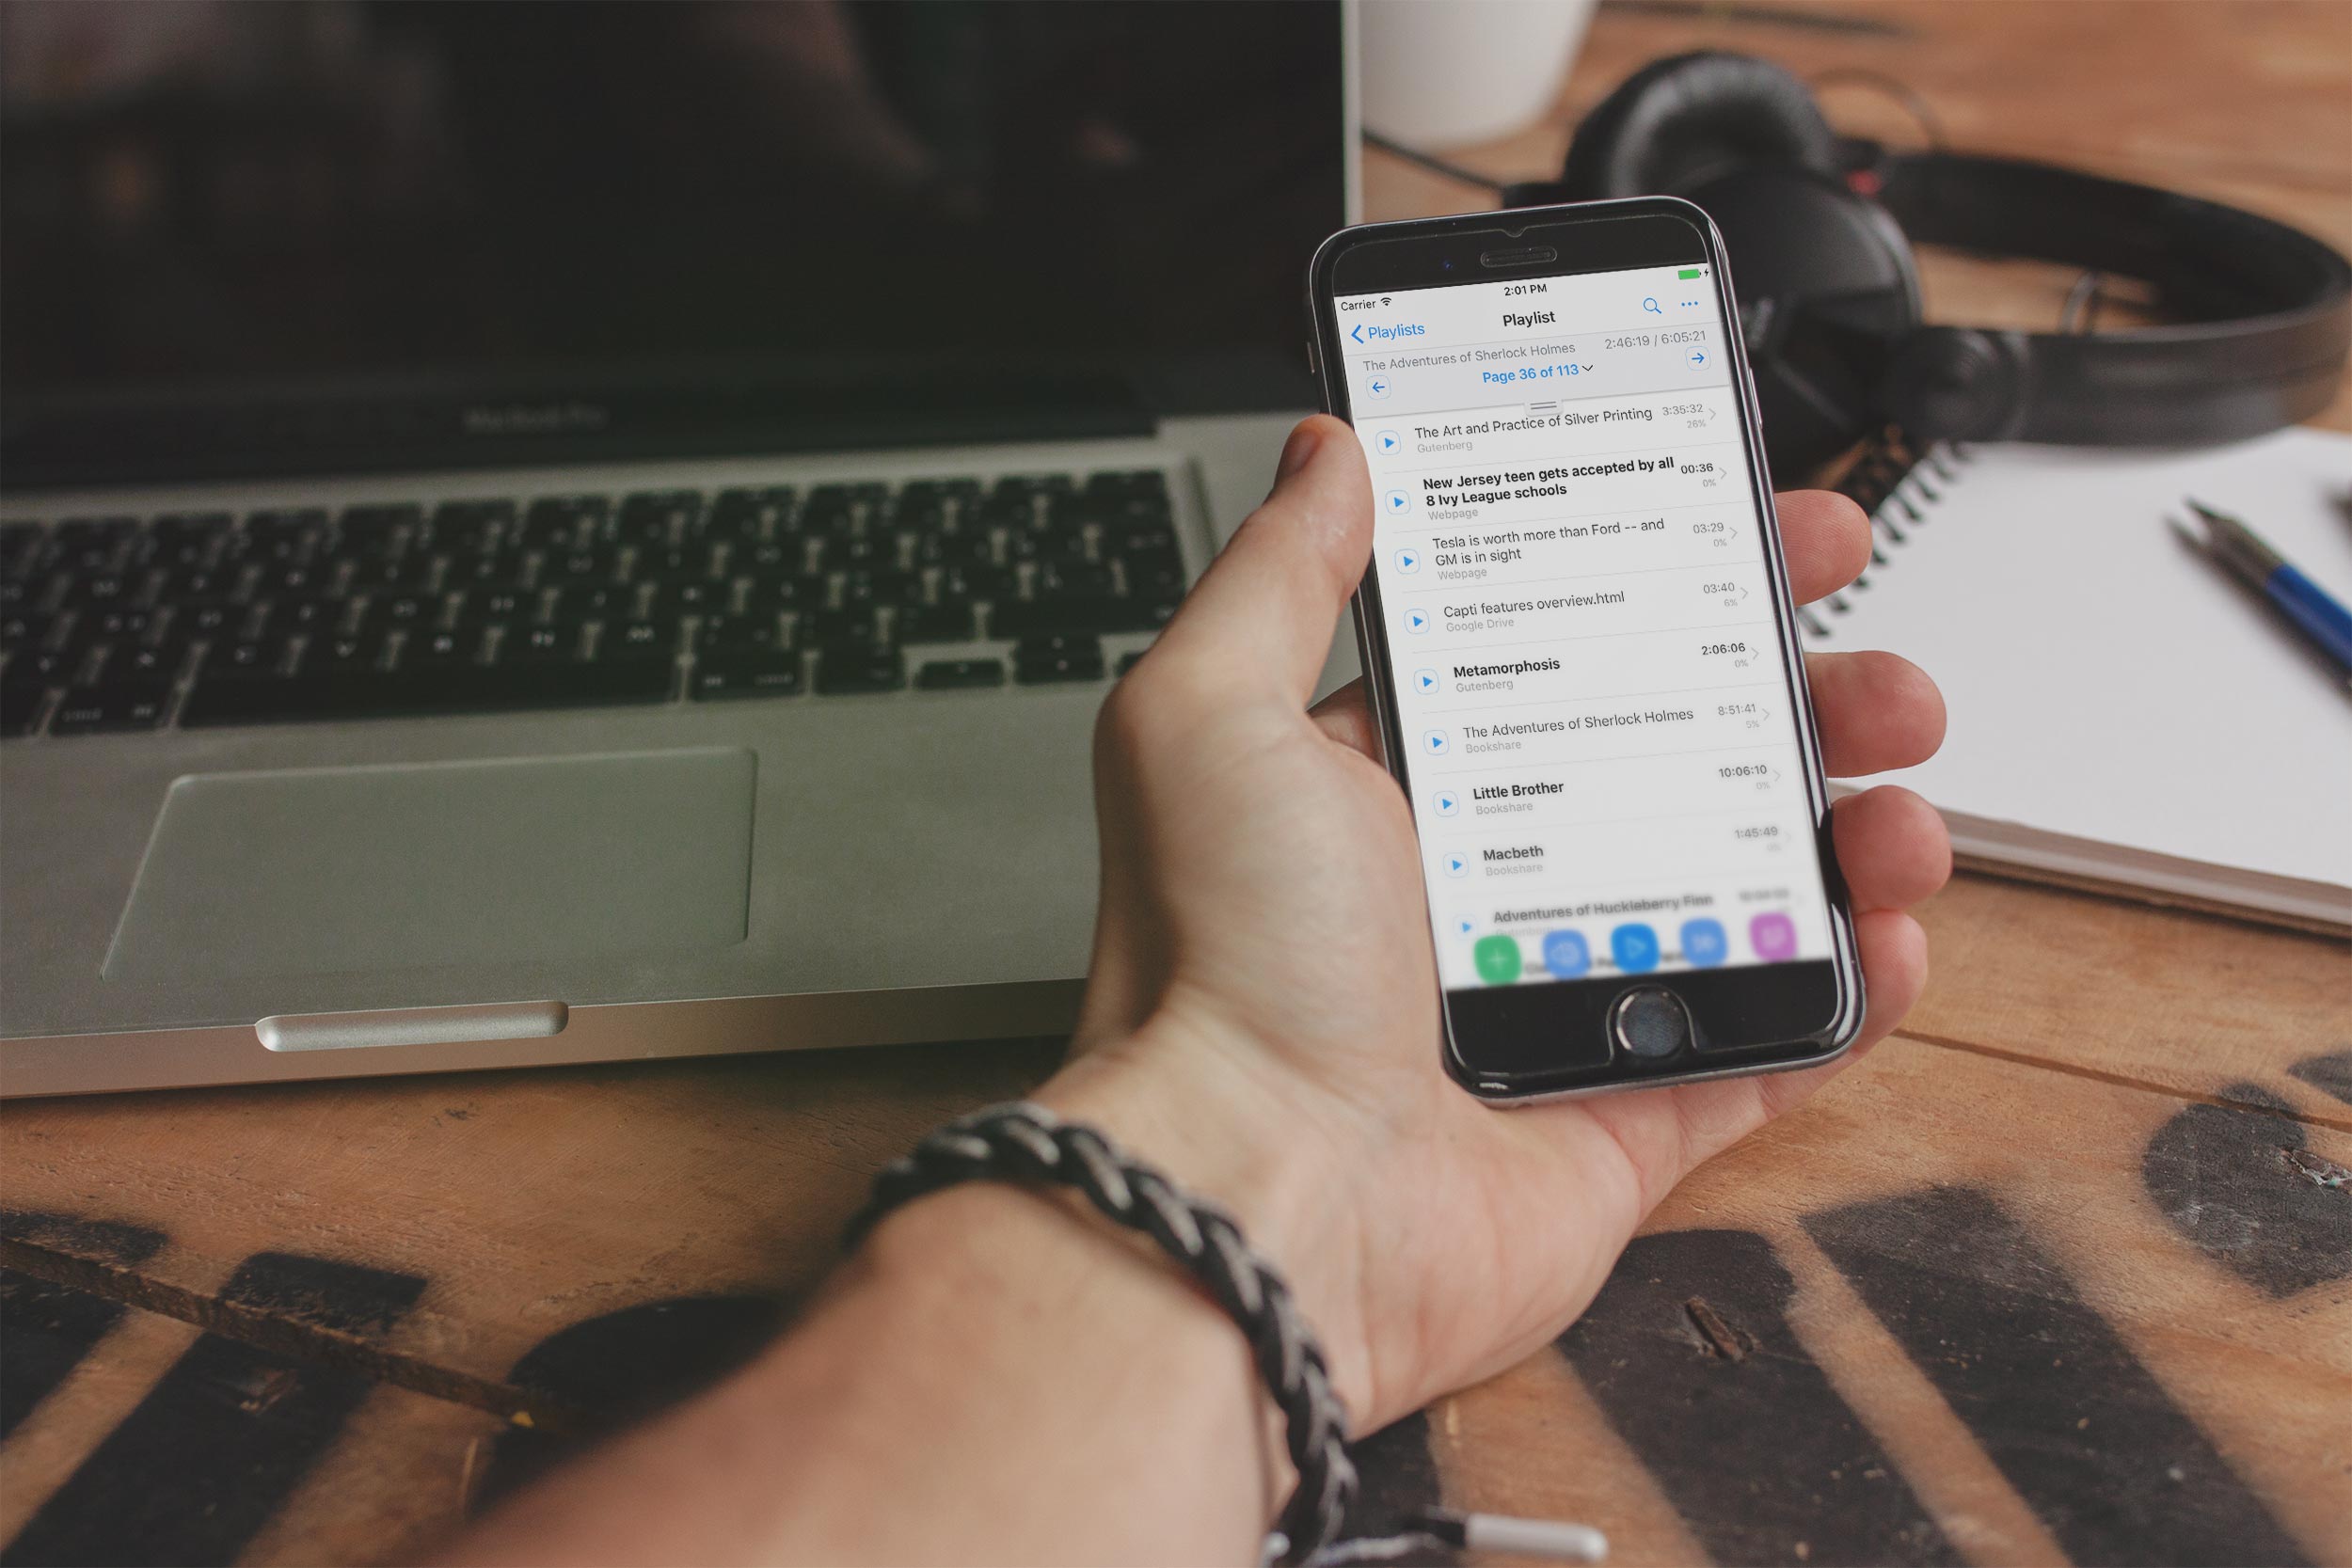 MacBook Pro
Carrier
2:01 PM
Playlists
Playlist
The Adventures of Sherlock Holmes 2:46:19 / 6:05:21
Page 36 of 113
The Art and Practice of Silver Printing 3:35:32
Gutenberg 26%
New Jersey teen gets accepted by all 00:36
8 Ivy League schools 0%
Webpage
Tesla is worth more than Ford -- and 03:29
GM is in sight 0%
Webpage
Capti features overview.html 03:40
Google Drive 6%
Metamorphosis 2:06:06
Gutenberg 0%
The Adventures of Sherlock Holmes 8:51:41
Bookshare 5%
Little Brother 10:06:10
Bookshare 0%
Macbeth 1:45:49
Bookshare
Adventures of Huckleberry Finn